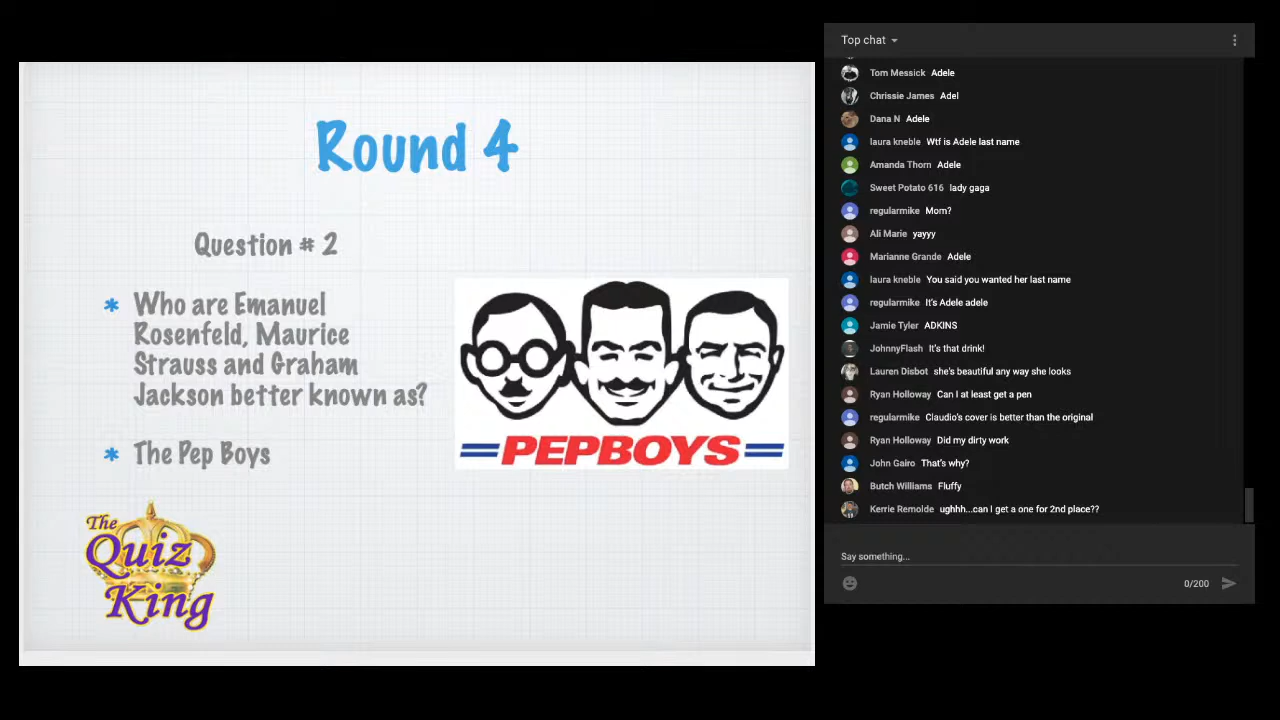 Round 4
Question # 2
Who are Emanuel
Rosenfeld, Maurice
Strauss and Graham
Jackson better known as?
The Pep Boys
PEPBOYS
The
Quiz
King
Top chat
Tom Messick Adele
Chrissie James Adel
Dana N Adele
laura kneble Wtf is Adele last name
Amanda Thorn Adele
Sweet Potato 616 lady gaga
regularmike Mom?
Ali Marie yayyy
Marianne Grande Adele
laura kneble You said you wanted her last name
regularmike It's Adele adele
Jamie Tyler ADKINS
JohnnyFlash It's that drink!
Lauren Disbot she's beautiful any way she looks
Ryan Holloway Can I at least get a pen
regularmike Claudio's cover is better than the original
Ryan Holloway Did my dirty work
John Gairo That's why?
Butch Williams Fluffy
Kerrie Remolde ughhh...can I get a one for 2nd place??
Say something...
0/200